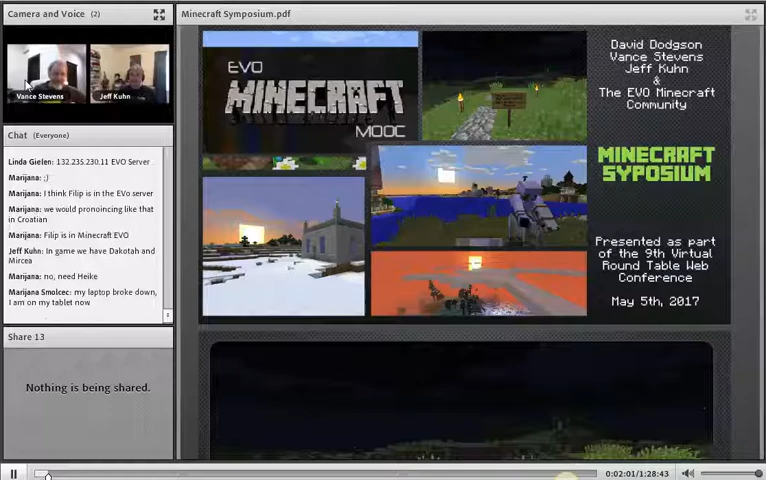 Camera and Voice (2)
Vance Stevens
Jeff Kuhn
Chat (Everyone)
Linda Gielen: 132.235.230.11 EVO Server
Marijana: ;)
Marijana: I think Filip is in the EVo server
Marijana: we would pronoincing like that
in Croatian
Marijana: Filip is in Minecraft EVO
Jeff Kuhn: In game we have Dakotah and
Mircea
Marijana: no, need Heike
Marijana Smolcec: my laptop broke down,
I am on my tablet now
Share 13
Nothing is being shared.
Minecraft Symposium.pdf
EVO
MINECRAFT
MOOC
David Dodgson
Vance Stevens
Jeff Kuhn
&
The EVO Minecraft
Community
MINECRAFT
SYPOSIUM
Presented as part
of the 9th Virtual
Round Table Web
Conference
May 5th, 2017
0:02:01/1:28:43